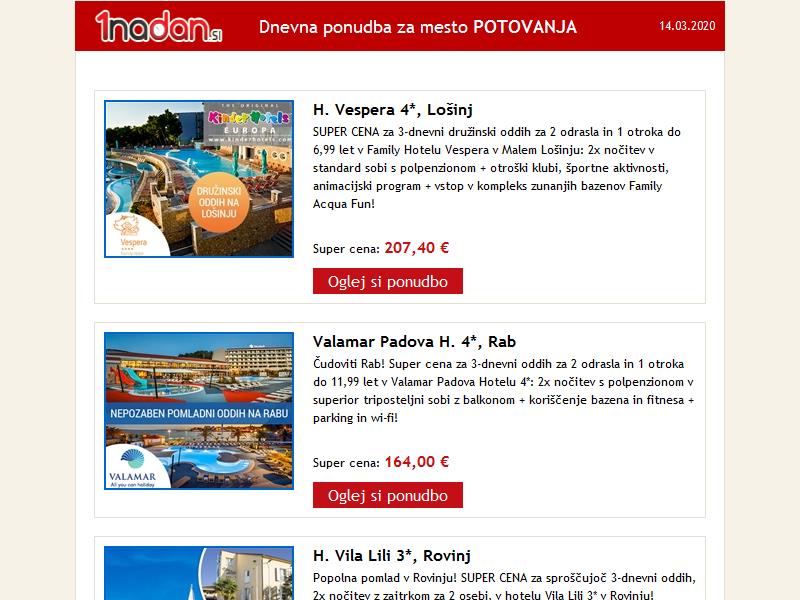 1nadan.si
Dnevna ponudba za mesto POTOVANJA
14.03.2020
THE ORIGINAL
Kinder Hotels
EUROPA
www.kinderhotels.com
DRUŽINSKI
ODDIH NA
LOŠINJU
Vespera
H. Vespera 4*, Lošinj
SUPER CENA za 3-dnevni družinski oddih za 2 odrasla in 1 otroka do
6,99 let v Family Hotelu Vespera v Malem Lošinju: 2x nočitev v
standard sobi s polpenzionom + otroški klubi, športne aktivnosti,
animacijski program + vstop v kompleks zunanjih bazenov Family
Acqua Fun!
Super cena: 207,40 €
Oglej si ponudbo
NEPOZABEN POMLADNI ODDIH NA RABU
VALAMAR
All you can holiday
Valamar Padova H. 4*, Rab
Čudoviti Rab! Super cena za 3-dnevni oddih za 2 odrasla in 1 otroka
do 11,99 let v Valamar Padova Hotelu 4*: 2x nočitev s polpenzionom v
superior triposteljni sobi z balkonom + koriščenje bazena in fitnesa +
parking in wi-fi!
Super cena: 164,00 €
Oglej si ponudbo
H. Vila Lili 3*, Rovinj
Popolna pomlad v Rovinju! SUPER CENA za sproščujoč 3-dnevni oddih,
2x nočitev z zajtrkom za 2 osebi, v hotelu Vila Lili 3* v Rovinju!